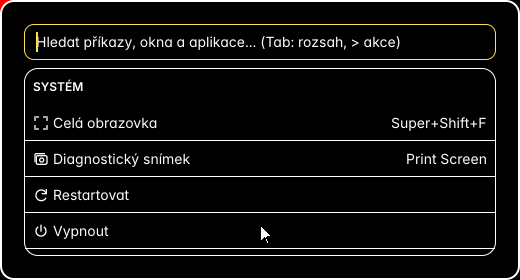 Hledat příkazy, okna a aplikace... (Tab: rozsah, > akce)
SYSTÉM
Celá obrazovka Super+Shift+F
Diagnostický snímek Print Screen
Restartovat
Vypnout